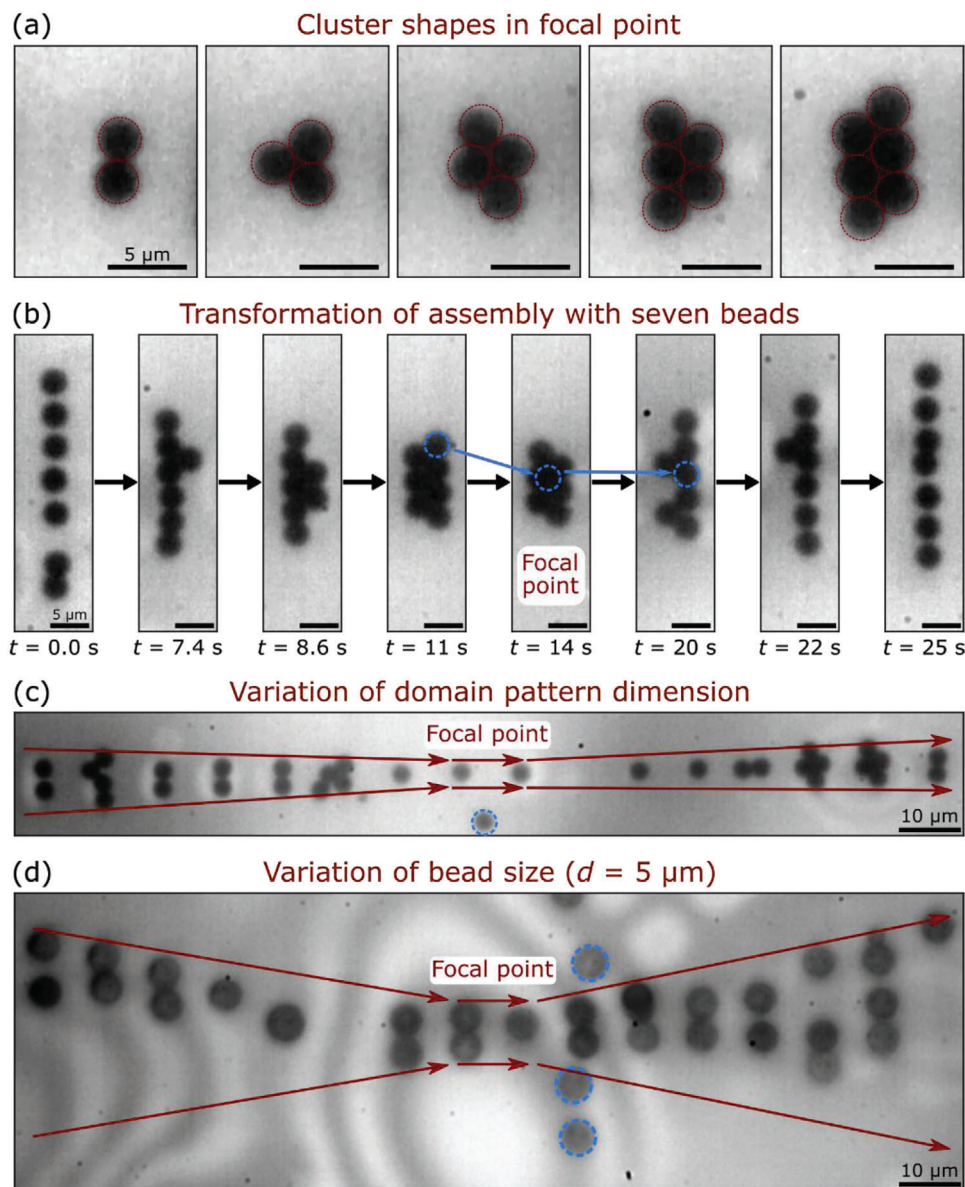 (a) Cluster shapes in focal point
5 µm
(b) Transformation of assembly with seven beads
Focal
point
5 µm
t = 0.0 s t = 7.4 s t = 8.6 s t = 11 s t = 14 s t = 20 s t = 22 s t = 25 s
(c) Variation of domain pattern dimension
Focal point
10 µm
(d) Variation of bead size (d = 5 µm)
Focal point
10 µm